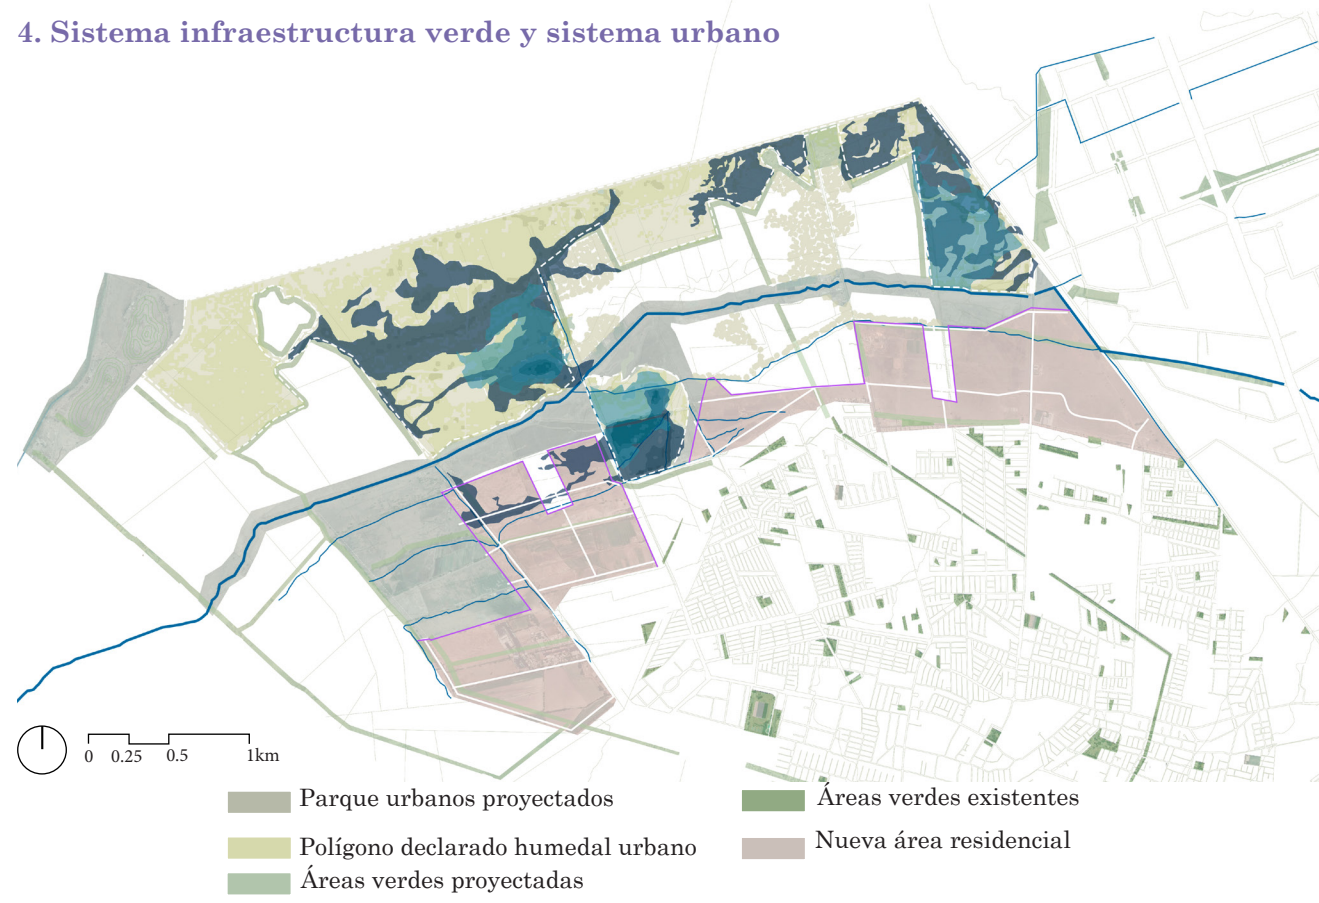 4. Sistema infraestructura verde y sistema urbano
0 0.25 0.5 1km
Parque urbanos proyectados
Polígono declarado humedal urbano
Áreas verdes proyectadas
Áreas verdes existentes
Nueva área residencial